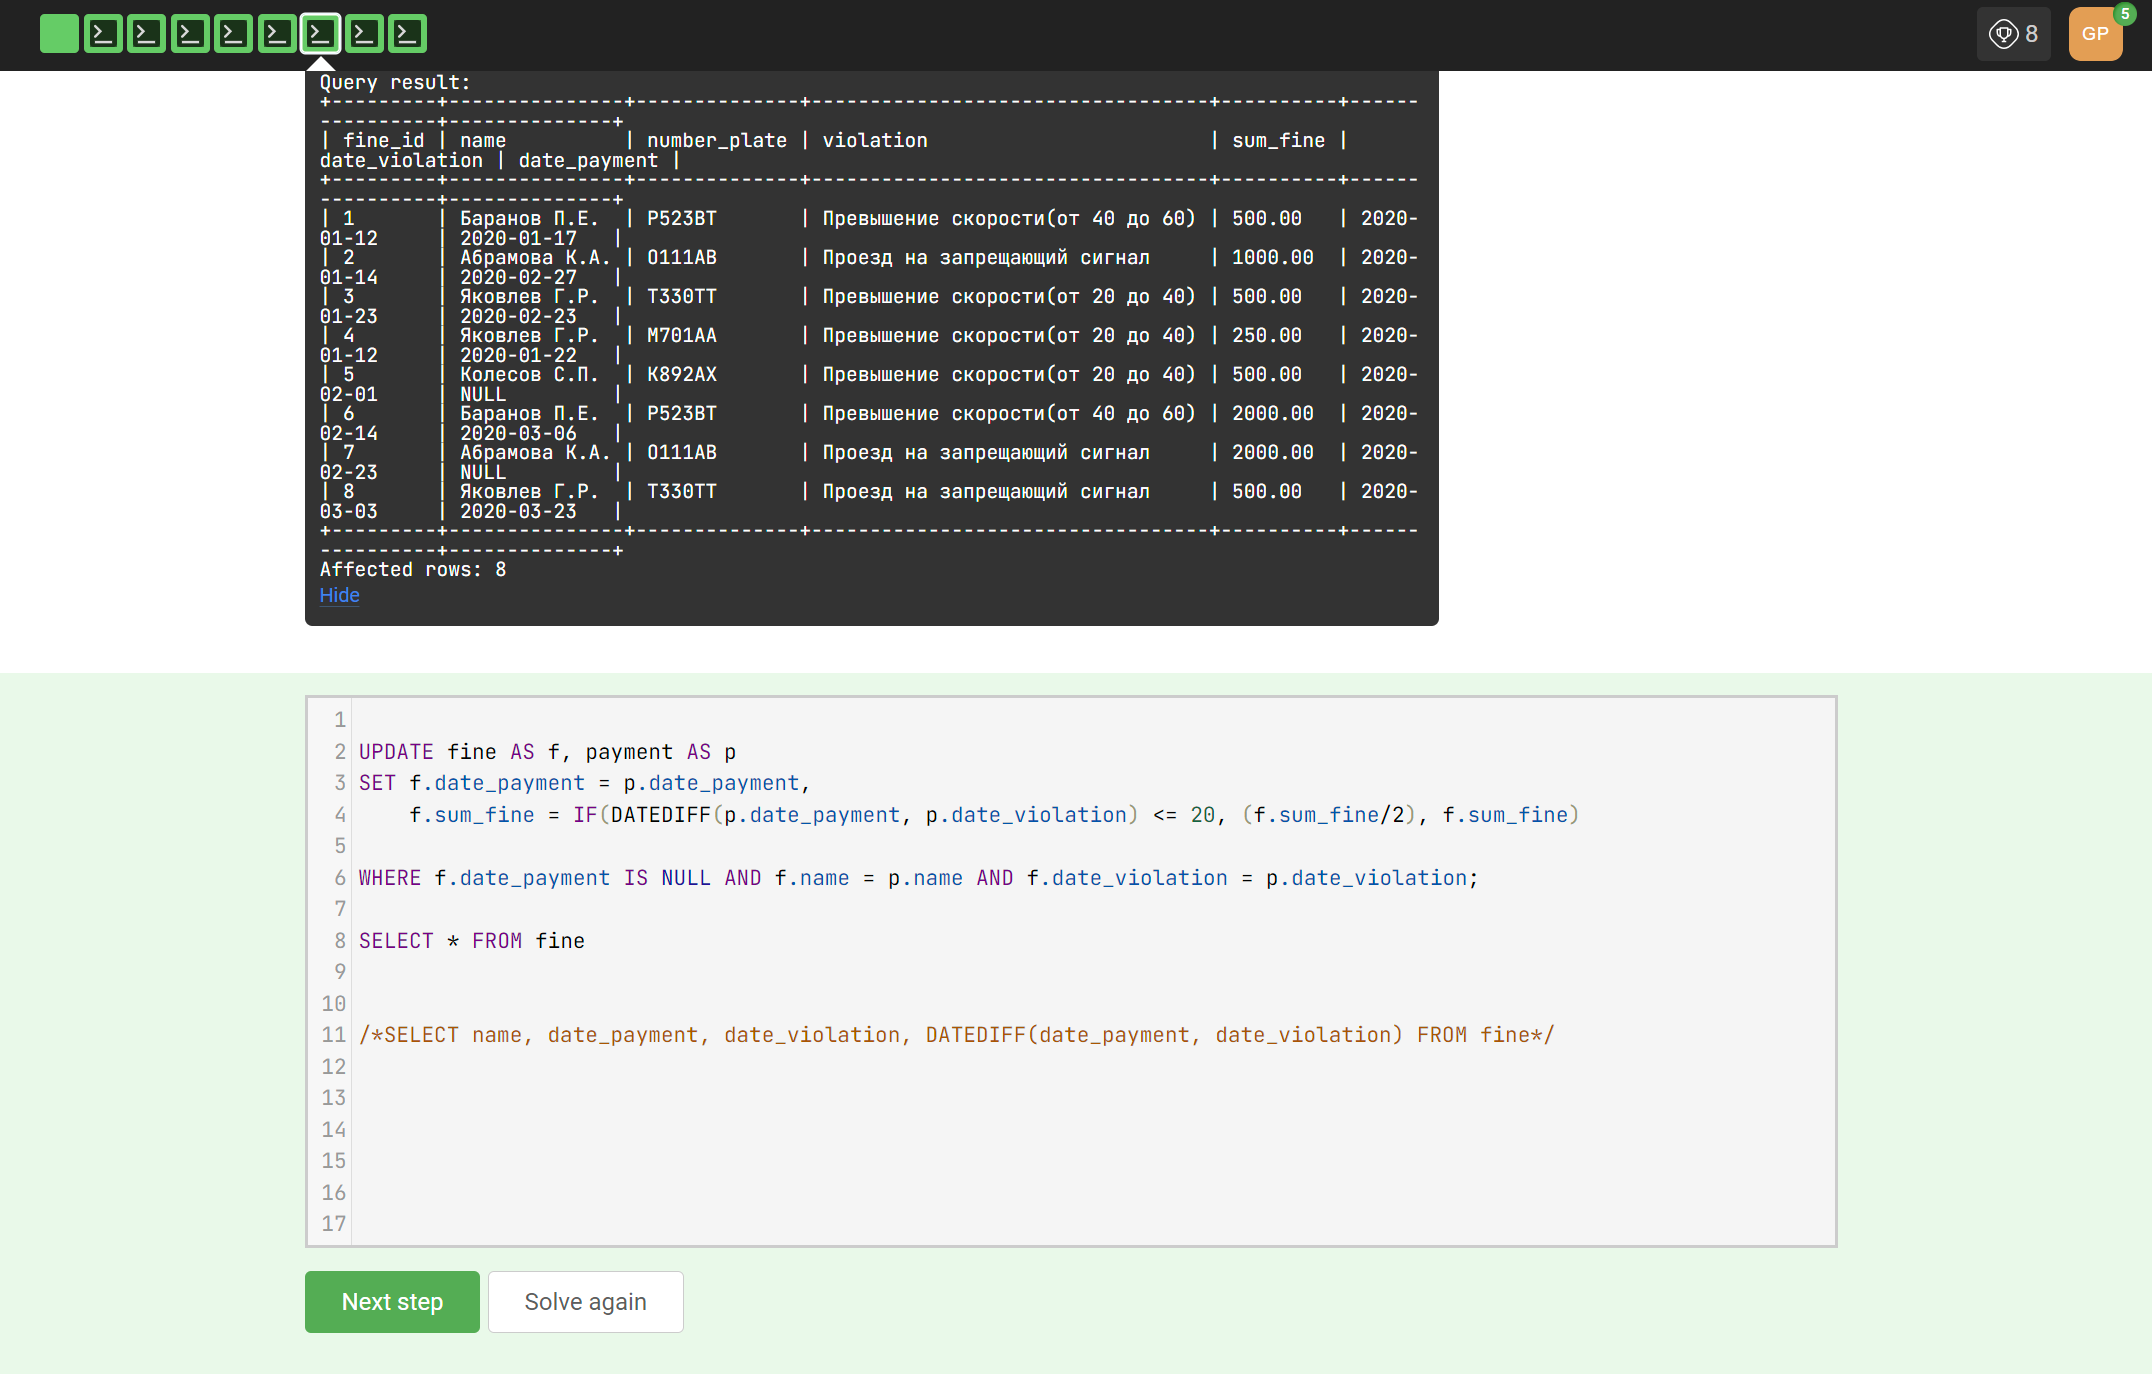 8
GP
5
Query result:
+---------+---------------+--------------+----------------------------------+----------+------
----------+--------------+
| fine_id | name          | number_plate | violation                        | sum_fine |
date_violation | date_payment |
+---------+---------------+--------------+----------------------------------+----------+------
----------+--------------+
| 1       | Баранов П.Е.  | Р523ВТ       | Превышение скорости(от 40 до 60) | 500.00   | 2020-
01-12     | 2020-01-17   |
| 2       | Абрамова К.А. | О111АВ       | Проезд на запрещающий сигнал     | 1000.00  | 2020-
01-14     | 2020-02-27   |
| 3       | Яковлев Г.Р.  | Т330ТТ       | Превышение скорости(от 20 до 40) | 500.00   | 2020-
01-23     | 2020-02-23   |
| 4       | Яковлев Г.Р.  | М701АА       | Превышение скорости(от 20 до 40) | 250.00   | 2020-
01-12     | 2020-01-22   |
| 5       | Колесов С.П.  | К892АХ       | Превышение скорости(от 20 до 40) | 500.00   | 2020-
02-01     | NULL         |
| 6       | Баранов П.Е.  | Р523ВТ       | Превышение скорости(от 40 до 60) | 2000.00  | 2020-
02-14     | 2020-03-06   |
| 7       | Абрамова К.А. | О111АВ       | Проезд на запрещающий сигнал     | 2000.00  | 2020-
02-23     | NULL         |
| 8       | Яковлев Г.Р.  | Т330ТТ       | Проезд на запрещающий сигнал     | 500.00   | 2020-
03-03     | 2020-03-23   |
+---------+---------------+--------------+----------------------------------+----------+------
----------+--------------+
Affected rows: 8
Hide
1
2 UPDATE fine AS f, payment AS p
3 SET f.date_payment = p.date_payment,
4     f.sum_fine = IF(DATEDIFF(p.date_payment, p.date_violation) <= 20, (f.sum_fine/2), f.sum_fine)
5
6 WHERE f.date_payment IS NULL AND f.name = p.name AND f.date_violation = p.date_violation;
7
8 SELECT * FROM fine
9
10
11 /*SELECT name, date_payment, date_violation, DATEDIFF(date_payment, date_violation) FROM fine*/
12
13
14
15
16
17
Next step
Solve again